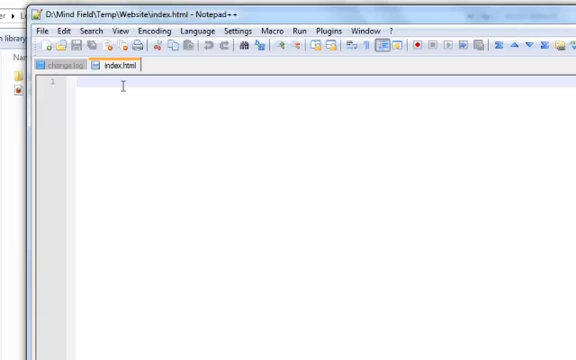 D:\Mind Field\Temp\Website\index.html - Notepad++
File Edit Search View Encoding Language Settings Macro Run Plugins Window ?
change.log index.html
1
n library